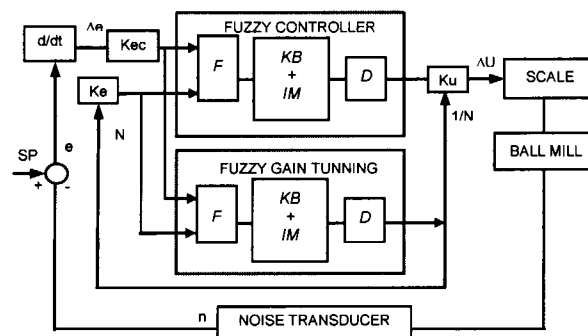 Δe
FUZZY CONTROLLER
d/dt
Kec
F
KB
+
IM
D
Ku
ΔU
SCALE
Ke
N
1/N
e
SP
+
-
BALL MILL
FUZZY GAIN TUNNING
F
KB
+
IM
D
n
NOISE TRANSDUCER